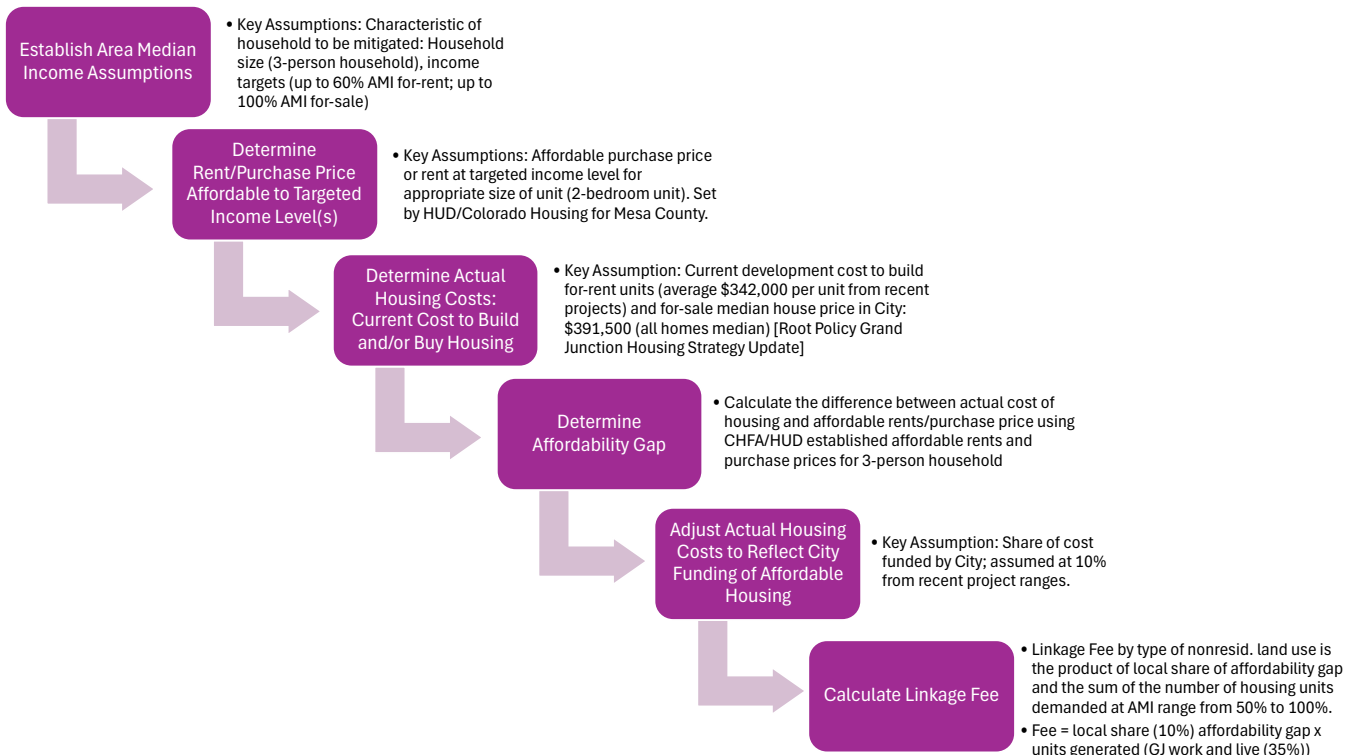 Establish Area Median
Income Assumptions
• Key Assumptions: Characteristic of
household to be mitigated: Household
size (3-person household), income
targets (up to 60% AMI for-rent; up to
100% AMI for-sale)
Determine
Rent/Purchase Price
Affordable to Targeted
Income Level(s)
• Key Assumptions: Affordable purchase price
or rent at targeted income level for
appropriate size of unit (2-bedroom unit). Set
by HUD/Colorado Housing for Mesa County.
Determine Actual
Housing Costs:
Current Cost to Build
and/or Buy Housing
• Key Assumption: Current development cost to build
for-rent units (average $342,000 per unit from recent
projects) and for-sale median house price in City:
$391,500 (all homes median) [Root Policy Grand
Junction Housing Strategy Update]
Determine
Affordability Gap
• Calculate the difference between actual cost of
housing and affordable rents/purchase price using
CHFA/HUD established affordable rents and
purchase prices for 3-person household
Adjust Actual Housing
Costs to Reflect City
Funding of Affordable
Housing
• Key Assumption: Share of cost
funded by City; assumed at 10%
from recent project ranges.
Calculate Linkage Fee
• Linkage Fee by type of nonresid. land use is
the product of local share of affordability gap
and the sum of the number of housing units
demanded at AMI range from 50% to 100%.
• Fee = local share (10%) affordability gap x
units generated (GJ work and live (35%))